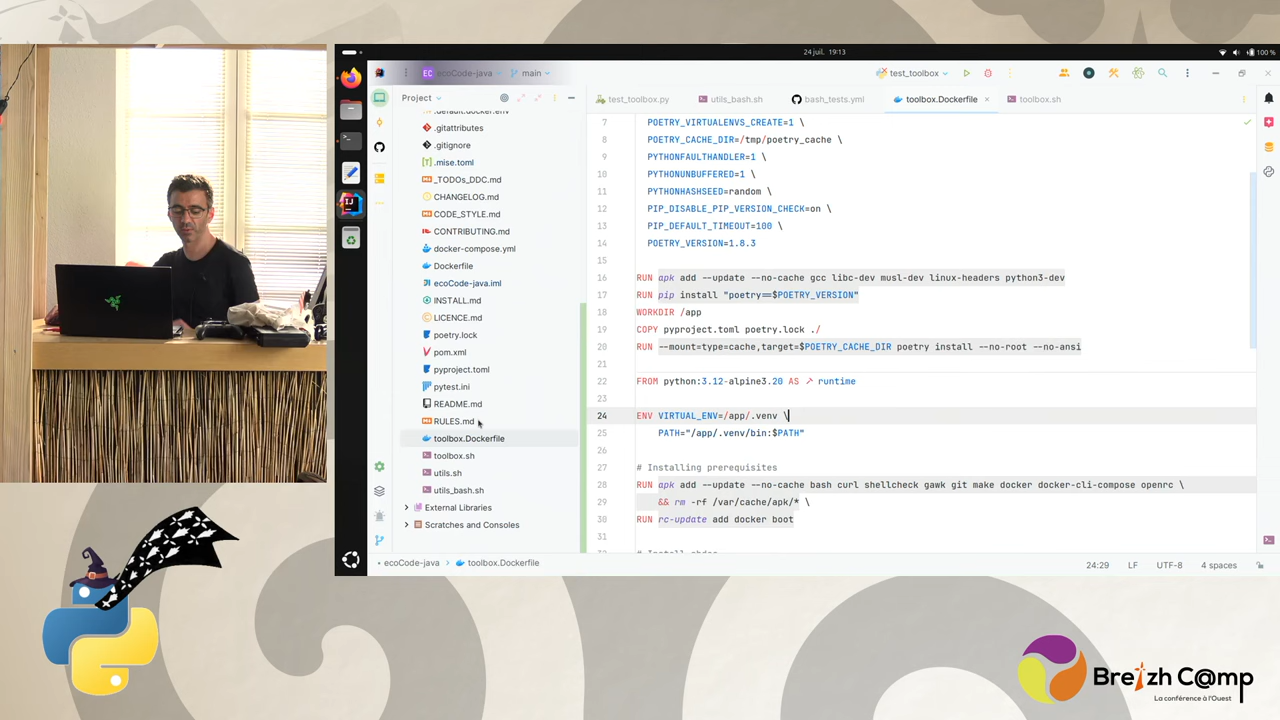 24 juil. 19:13
100 %
EC ecoCode-java
main
test_toolbox
Project
test_toolbox.py
utils_bash.sh
bash_tests.yml
toolbox.Dockerfile
toolbox.sh
.default.docker.env
.gitattributes
.gitignore
.mise.toml
_TODOs_DDC.md
CHANGELOG.md
CODE_STYLE.md
CONTRIBUTING.md
docker-compose.yml
Dockerfile
ecoCode-java.iml
INSTALL.md
LICENCE.md
poetry.lock
pom.xml
pyproject.toml
pytest.ini
README.md
RULES.md
toolbox.Dockerfile
toolbox.sh
utils.sh
utils_bash.sh
External Libraries
Scratches and Consoles
7 POETRY_VIRTUALENVS_CREATE=1 \
8 POETRY_CACHE_DIR=/tmp/poetry_cache \
9 PYTHONFAULTHANDLER=1 \
10 PYTHONUNBUFFERED=1 \
11 PYTHONHASHSEED=random \
12 PIP_DISABLE_PIP_VERSION_CHECK=on \
13 PIP_DEFAULT_TIMEOUT=100 \
14 POETRY_VERSION=1.8.3
15
16 RUN apk add --update --no-cache gcc libc-dev musl-dev linux-headers python3-dev
17 RUN pip install "poetry==$POETRY_VERSION"
18 WORKDIR /app
19 COPY pyproject.toml poetry.lock ./
20 RUN --mount=type=cache,target=$POETRY_CACHE_DIR poetry install --no-root --no-ansi
21
22 FROM python:3.12-alpine3.20 AS runtime
23
24 ENV VIRTUAL_ENV=/app/.venv \
25 PATH="/app/.venv/bin:$PATH"
26
27 # Installing prerequisites
28 RUN apk add --update --no-cache bash curl shellcheck gawk git make docker docker-cli-compose openrc \
29 && rm -rf /var/cache/apk/* \
30 RUN rc-update add docker boot
31
ecoCode-java
toolbox.Dockerfile
24:29
LF
UTF-8
4 spaces
Breizh C@mp
La conférence à l'Ouest